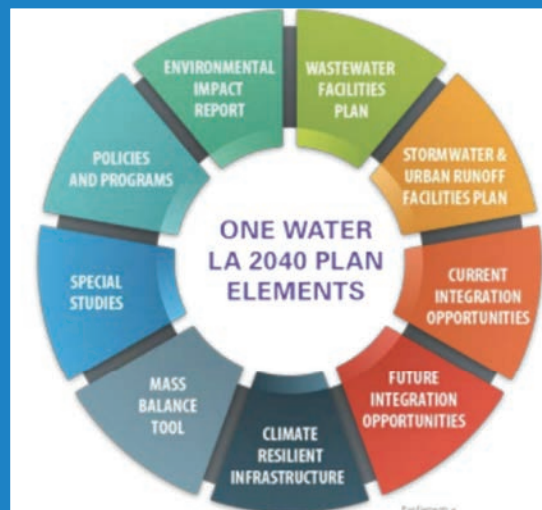 ONE WATER
LA 2040 PLAN
ELEMENTS
WASTEWATER
FACILITIES
PLAN
STORMWATER &
URBAN RUNOFF
FACILITIES PLAN
CURRENT
INTEGRATION
OPPORTUNITIES
FUTURE
INTEGRATION
OPPORTUNITIES
CLIMATE
RESILIENT
INFRASTRUCTURE
MASS
BALANCE
TOOL
SPECIAL
STUDIES
POLICIES
AND PROGRAMS
ENVIRONMENTAL
IMPACT
REPORT